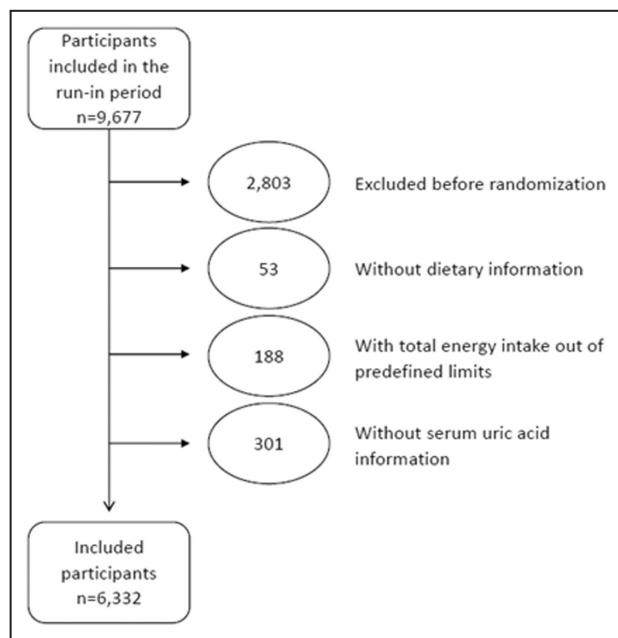 Participants
included in the
run-in period
n=9,677
2,803
Excluded before randomization
53
Without dietary information
188
With total energy intake out of
predefined limits
301
Without serum uric acid
information
Included
participants
n=6,332